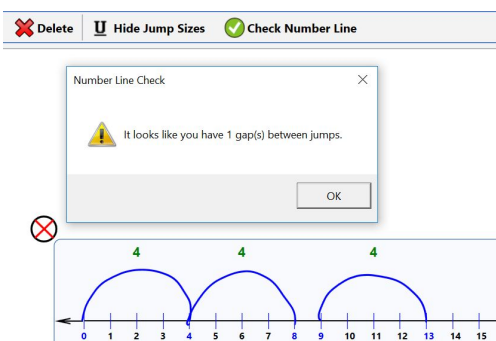 Delete U Hide Jump Sizes Check Number Line
Number Line Check
It looks like you have 1 gap(s) between jumps.
OK
4 4 4
0 1 2 3 4 5 6 7 8 9 10 11 12 13 14 15